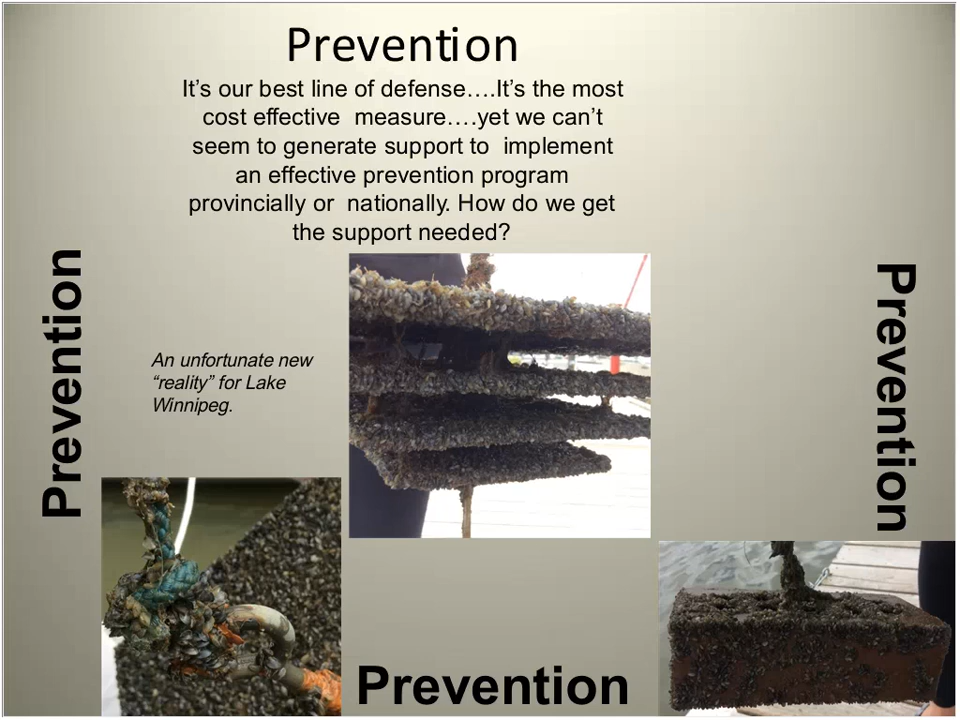 Prevention
It’s our best line of defense….It’s the most
cost effective  measure….yet we can’t
seem to generate support to  implement
an effective prevention program
provincially or  nationally. How do we get
the support needed?
Prevention
An unfortunate new
“reality” for Lake
Winnipeg.
Prevention
Prevention